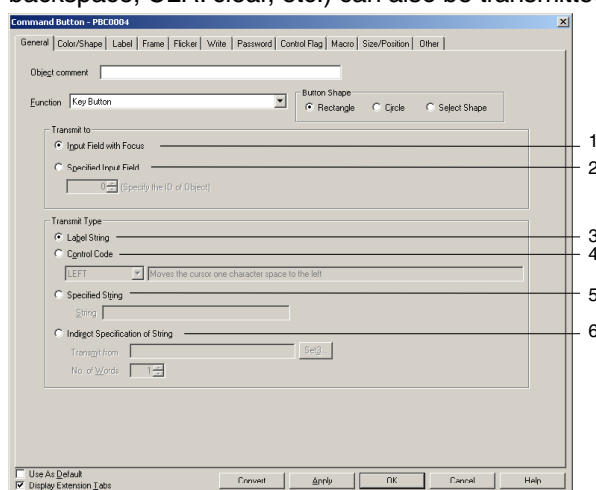 backspace, CLR: clear, etc.) can also be transmitted
Command Button - PBC0004
General Color/Shape Label Frame Flicker Write Password Control Flag Macro Size/Position Other
Object comment
Function Key Button
Button Shape
Rectangle Circle Select Shape
Transmit to
Input Field with Focus 1
Specified Input Field 2
0 (Specify the ID of Object)
Transmit Type
Label String 3
Control Code 4
LEFT Moves the cursor one character space to the left
Specified String 5
String
Indirect Specification of String 6
Transmit from Set3...
No. of Words 1
Use As Default
Display Extension Tabs
Convert Apply OK Cancel Help